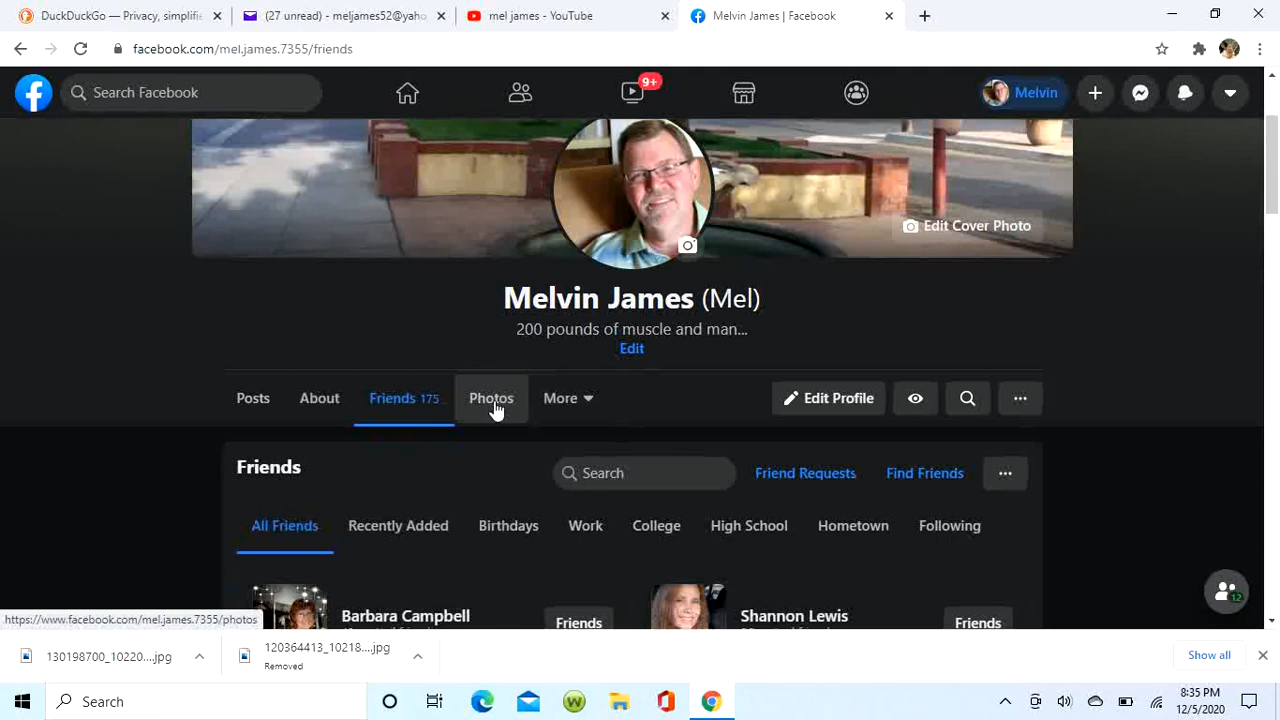 DuckDuckGo — Privacy, simplifi
(27 unread) - meljames52@yaho
mel james - YouTube
Melvin James | Facebook
facebook.com/mel.james.7355/friends
Search Facebook
9+
Melvin
Edit Cover Photo
Melvin James (Mel)
200 pounds of muscle and man...
Edit
Posts
About
Friends 175
Photos
More
Edit Profile
Friends
Search
Friend Requests
Find Friends
All Friends
Recently Added
Birthdays
Work
College
High School
Hometown
Following
Barbara Campbell
Friends
Shannon Lewis
Friends
12
https://www.facebook.com/mel.james.7355/photos
130198700_10220....jpg
120364413_10218....jpg
Removed
Show all
Search
8:35 PM
12/5/2020